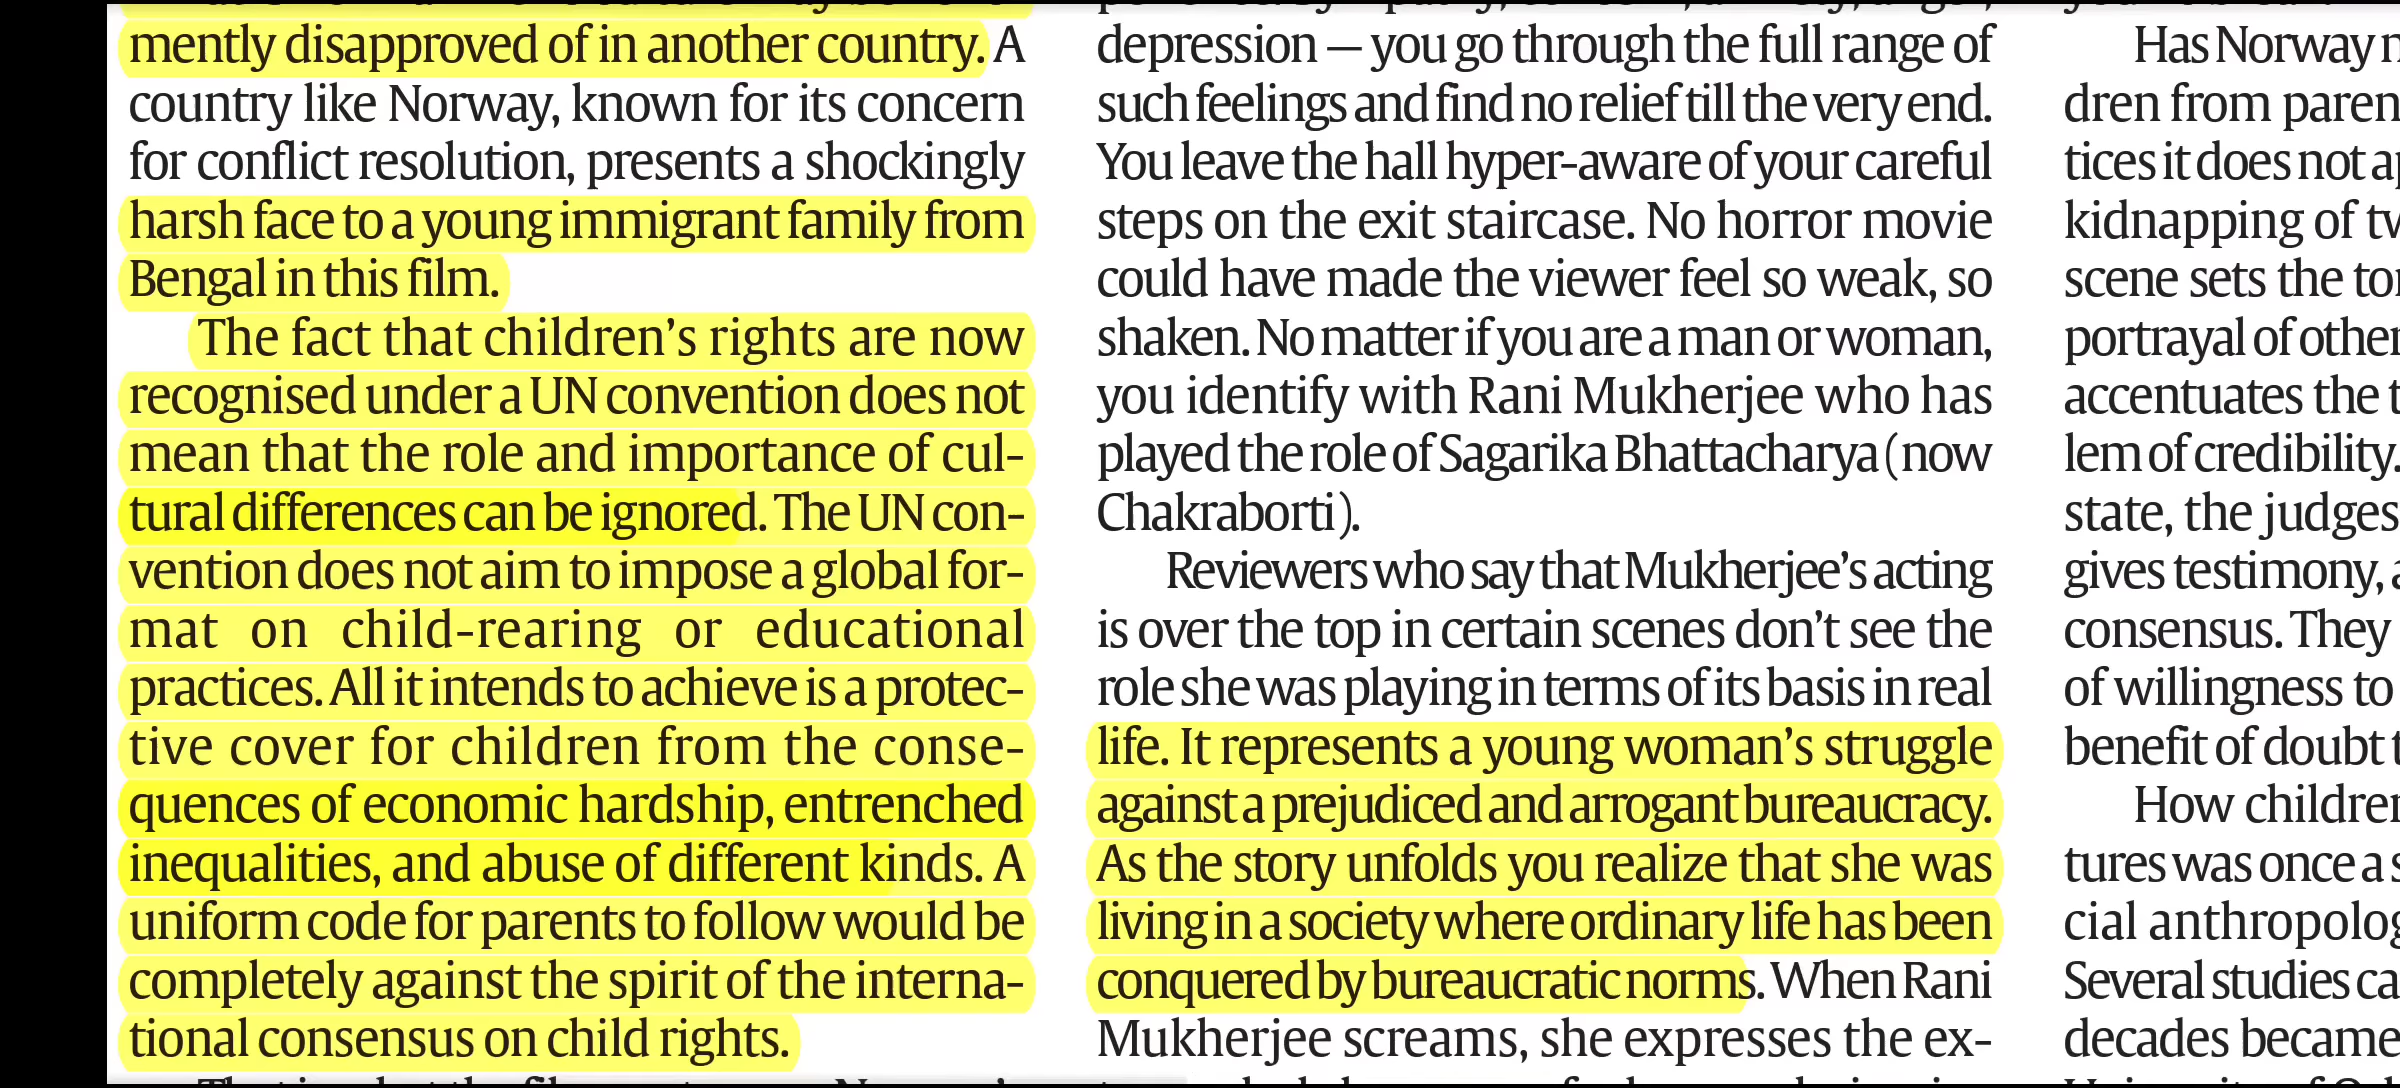 mently disapproved of in another country. A
country like Norway, known for its concern
for conflict resolution, presents a shockingly
harsh face to a young immigrant family from
Bengal in this film.
The fact that children’s rights are now
recognised under a UN convention does not
mean that the role and importance of cul-
tural differences can be ignored. The UN con-
vention does not aim to impose a global for-
mat on child-rearing or educational
practices. All it intends to achieve is a protec-
tive cover for children from the conse-
quences of economic hardship, entrenched
inequalities, and abuse of different kinds. A
uniform code for parents to follow would be
completely against the spirit of the interna-
tional consensus on child rights.
depression — you go through the full range of
such feelings and find no relief till the very end.
You leave the hall hyper-aware of your careful
steps on the exit staircase. No horror movie
could have made the viewer feel so weak, so
shaken. No matter if you are a man or woman,
you identify with Rani Mukherjee who has
played the role of Sagarika Bhattacharya (now
Chakraborti).
Reviewers who say that Mukherjee’s acting
is over the top in certain scenes don’t see the
role she was playing in terms of its basis in real
life. It represents a young woman’s struggle
against a prejudiced and arrogant bureaucracy.
As the story unfolds you realize that she was
living in a society where ordinary life has been
conquered by bureaucratic norms. When Rani
Mukherjee screams, she expresses the ex-
Has Norway
dren from
tices it does not
kidnapping of
scene sets the
portrayal of
accentuates the
lem of credibility.
state, the judges
gives testimony,
consensus. They
of willingness to
benefit of doubt
How
tures was once a
cial
Several studies
decades became